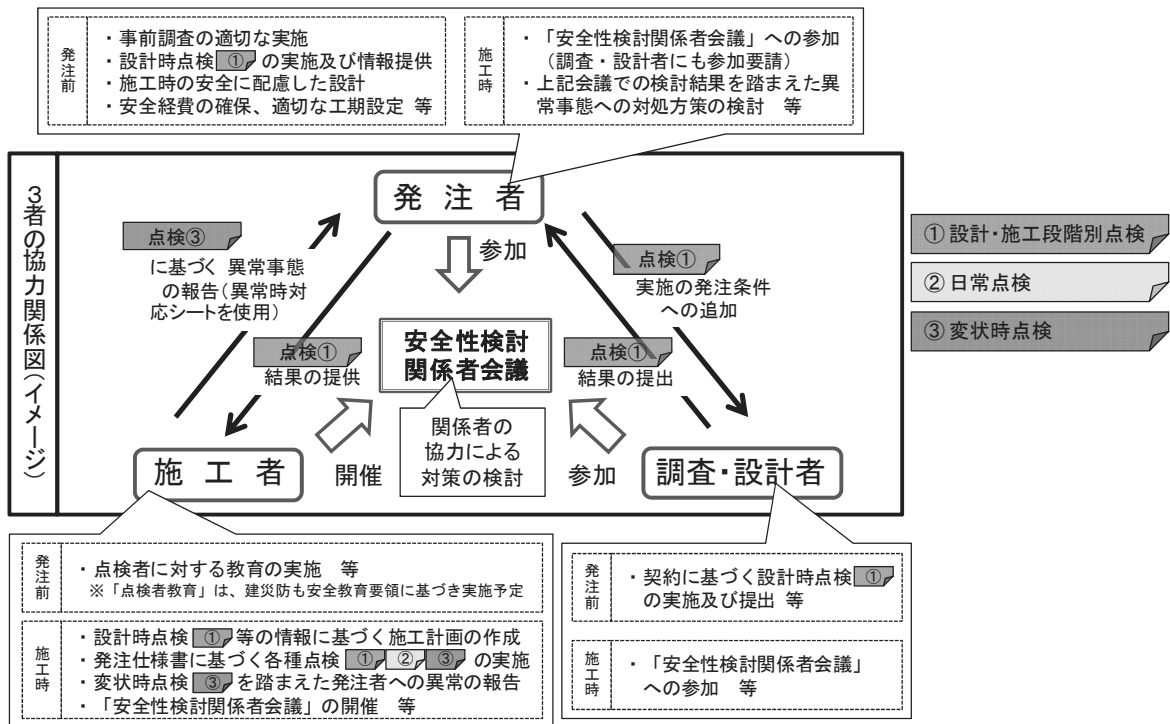 発注前
・事前調査の適切な実施
・設計時点検 ① の実施及び情報提供
・施工時の安全に配慮した設計
・安全経費の確保、適切な工期設定 等
施工時
・「安全性検討関係者会議」への参加
（調査・設計者にも参加要請）
・上記会議での検討結果を踏まえた異
常事態への対処方策の検討 等
3者の協力関係図（イメージ）
発注者
点検③
に基づく 異常事態
の報告（異常時対
応シートを使用）
参加
点検①
実施の発注条件
への追加
点検①
結果の提供
安全性検討
関係者会議
点検①
結果の提出
関係者の
協力による
対策の検討
施工者
開催
参加
調査・設計者
① 設計・施工段階別点検
② 日常点検
③ 変状時点検
発注前
・点検者に対する教育の実施 等
※「点検者教育」は、建災防も安全教育要領に基づき実施予定
施工時
・設計時点検 ① 等の情報に基づく施工計画の作成
・発注仕様書に基づく各種点検 ① ② ③ の実施
・変状時点検 ③ を踏まえた発注者への異常の報告
・「安全性検討関係者会議」の開催 等
発注前
・契約に基づく設計時点検 ①
の実施及び提出 等
施工時
・「安全性検討関係者会議」
への参加 等